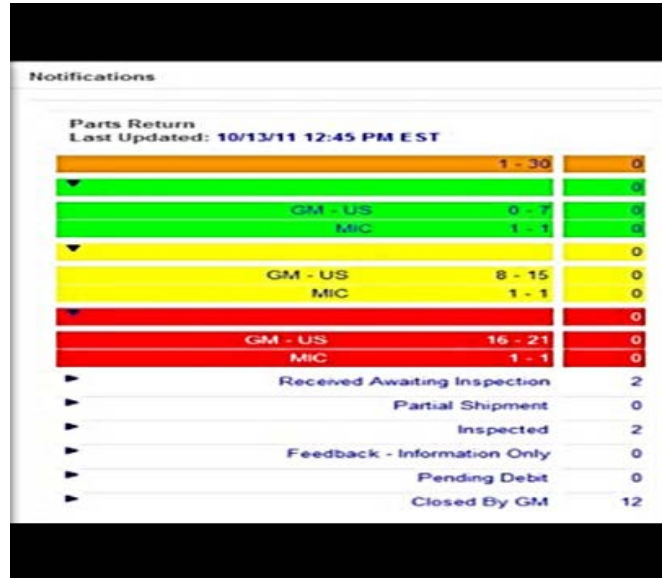 Notifications
Parts Return
Last Updated: 10/13/11 12:45 PM EST
1 - 30 0
0
GM - US 0 - 7 0
MIC 1 - 1 0
0
GM - US 8 - 15 0
MIC 1 - 1 0
0
GM - US 16 - 21 0
MIC 1 - 1 0
Received Awaiting Inspection 2
Partial Shipment 0
Inspected 2
Feedback - Information Only 0
Pending Debit 0
Closed By GM 12